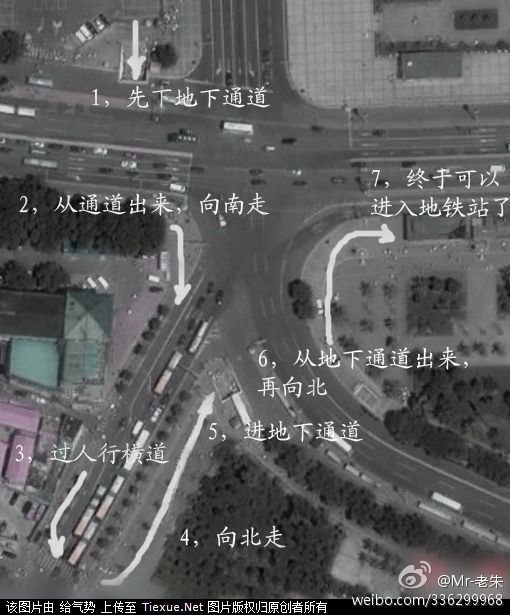 1，先下地下通道
2，从通道出来，向南走
7，终于可以
进入地铁站了
6，从地下通道出来，
再向北
5，进地下通道
3，过人行横道
4，向北走
@Mr-老朱
weibo.com/336299968
该图片由 给气势 上传至 Tiexue.Net 图片版权归原创者所有